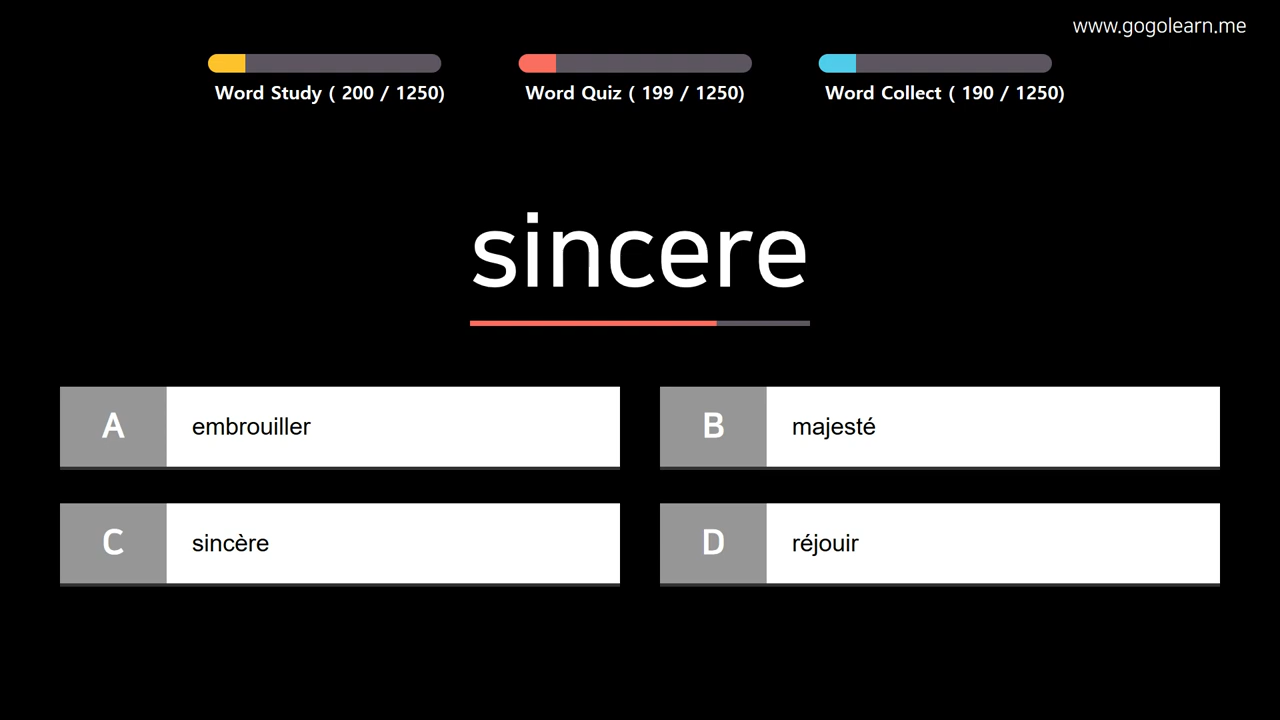 www.gogolearn.me
Word Study ( 200 / 1250)
Word Quiz ( 199 / 1250)
Word Collect ( 190 / 1250)
sincere
A embrouiller
B majesté
C sincère
D réjouir